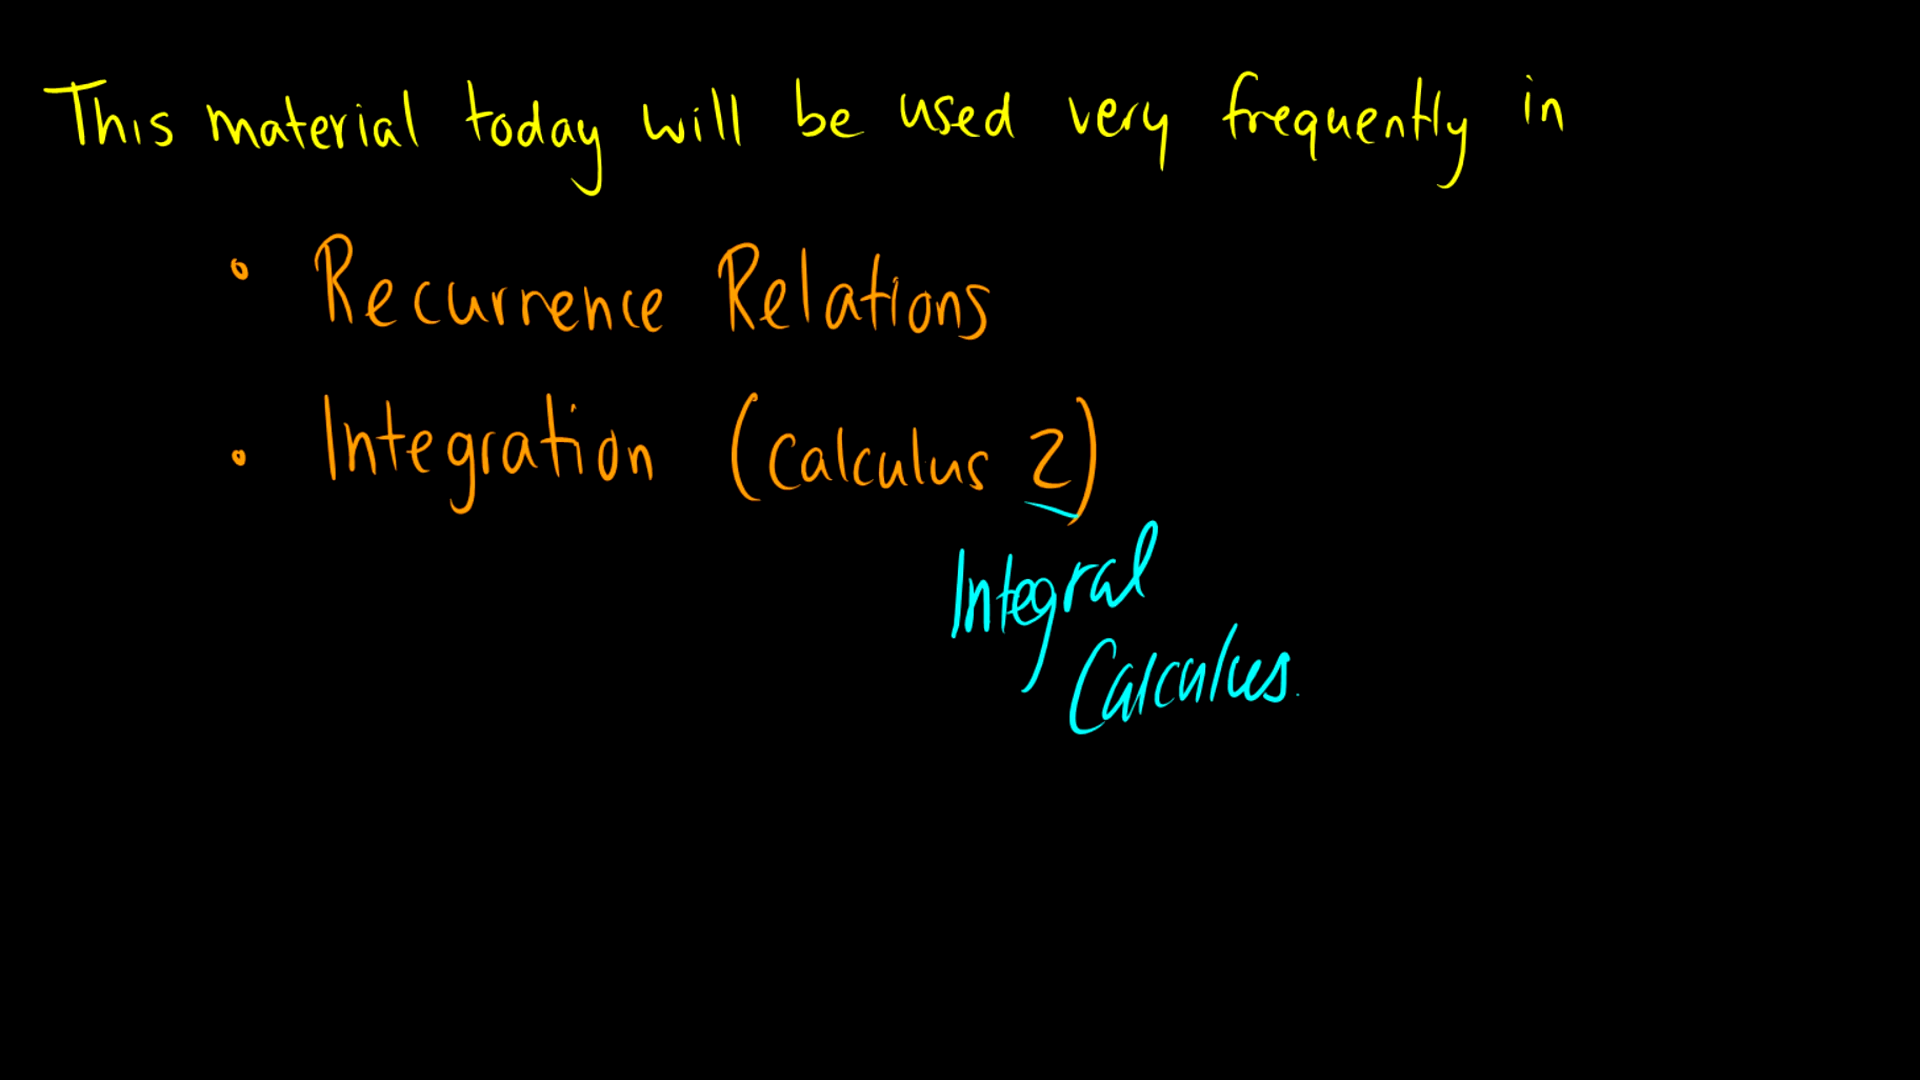 This material today will be used very frequently in
• Recurrence Relations
• Integration (Calculus 2)
Integral
Calculus.